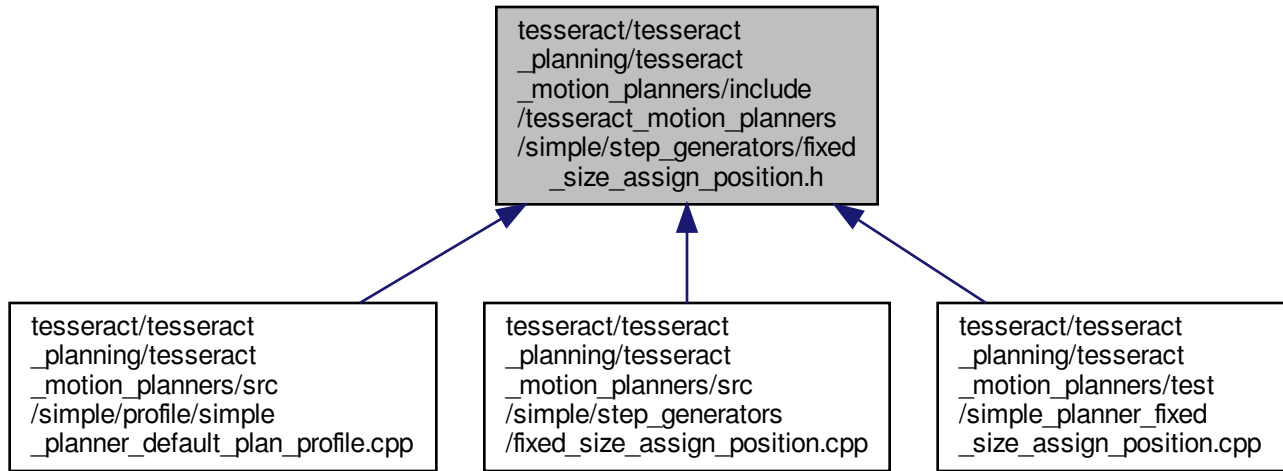 tesseract/tesseract
_planning/tesseract
_motion_planners/include
/tesseract_motion_planners
/simple/step_generators/fixed
_size_assign_position.h
tesseract/tesseract
_planning/tesseract
_motion_planners/src
/simple/profile/simple
_planner_default_plan_profile.cpp
tesseract/tesseract
_planning/tesseract
_motion_planners/src
/simple/step_generators
/fixed_size_assign_position.cpp
tesseract/tesseract
_planning/tesseract
_motion_planners/test
/simple_planner_fixed
_size_assign_position.cpp